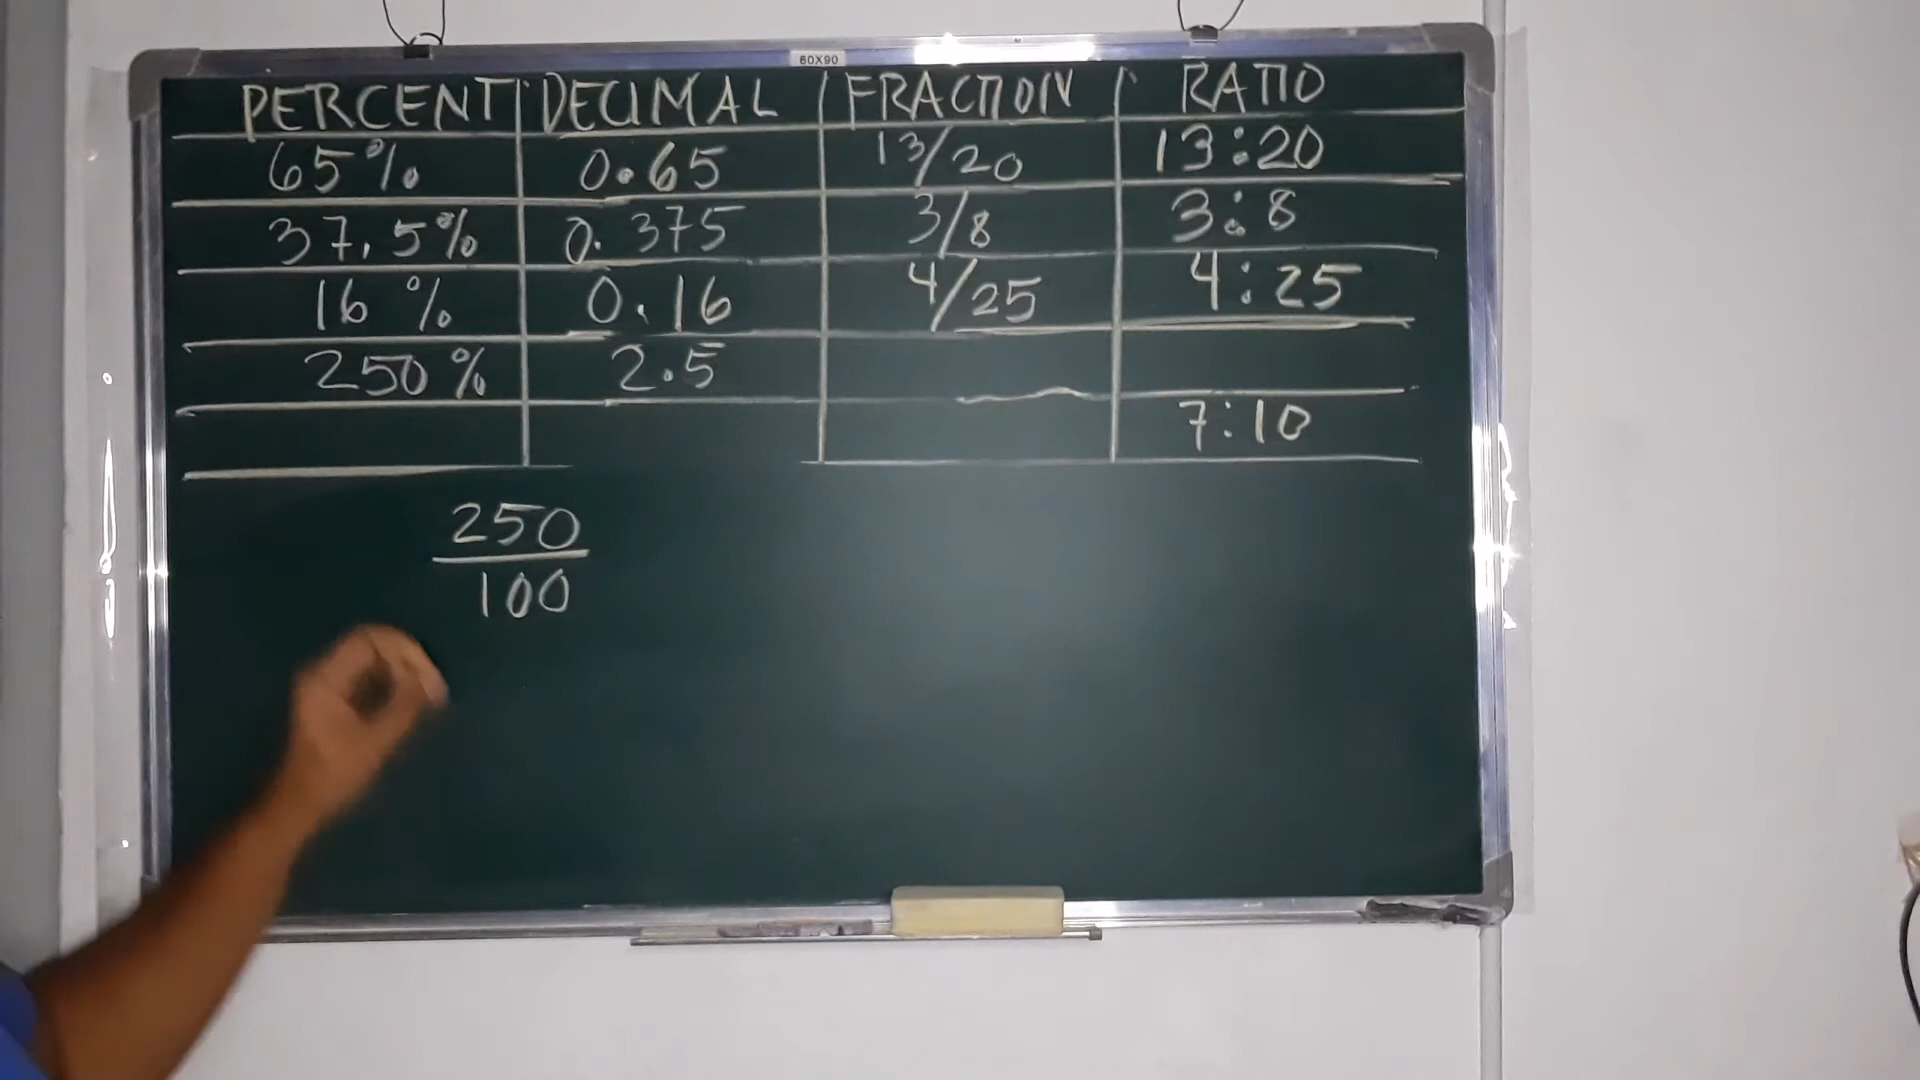 60X90
PERCENT DECIMAL FRACTION RATIO
65% 0.65 13/20 13:20
37.5% 0.375 3/8 3:8
16% 0.16 4/25 4:25
250% 2.5
7:10
250
100